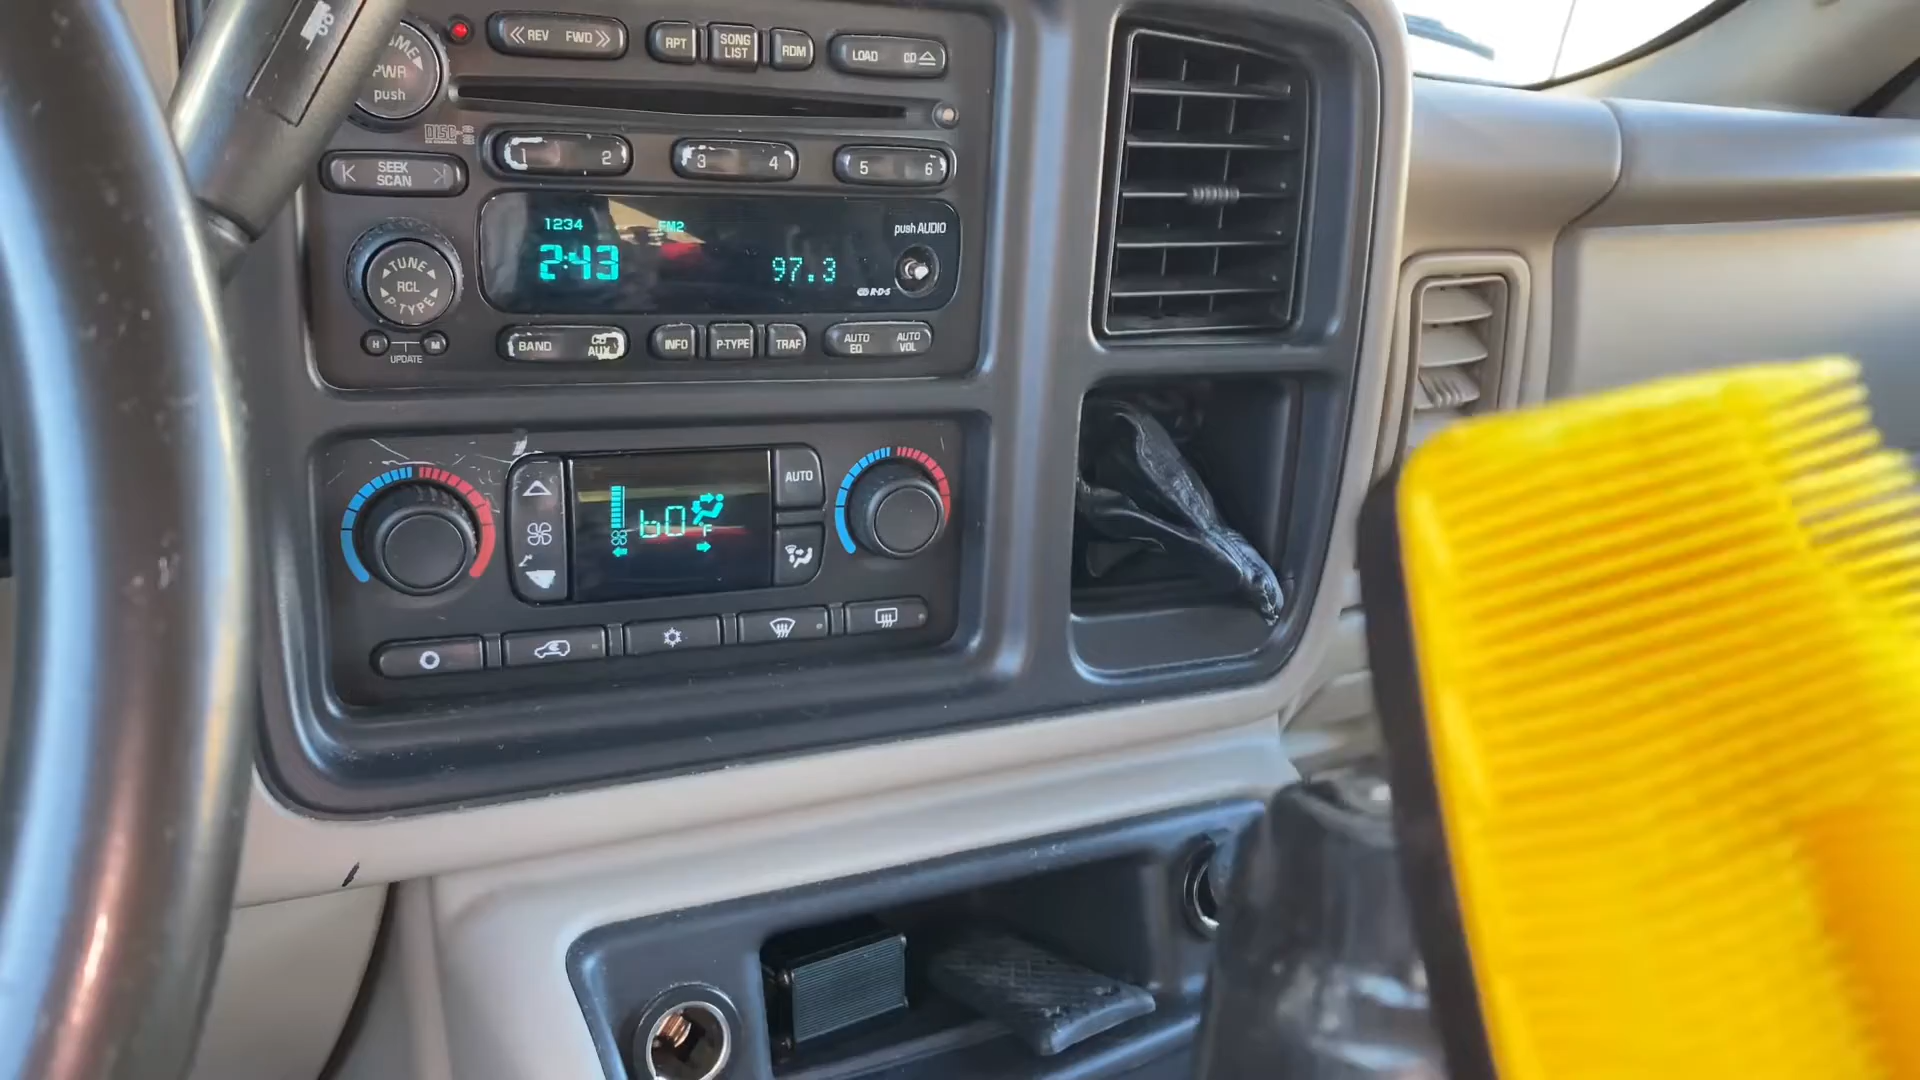 REV FWD
RPT
SONG
LIST
RDM
LOAD CD
PWR
push
DISC
1 2
3 4
5 6
SEEK
SCAN
1234 FM2
2:43 97.3
push AUDIO
RDS
TUNE
RCL
P-TYPE
H M
UPDATE
BAND
CD
AUX
INFO
P-TYPE
TRAF
AUTO
EQ
AUTO
VOL
AUTO
60 °F